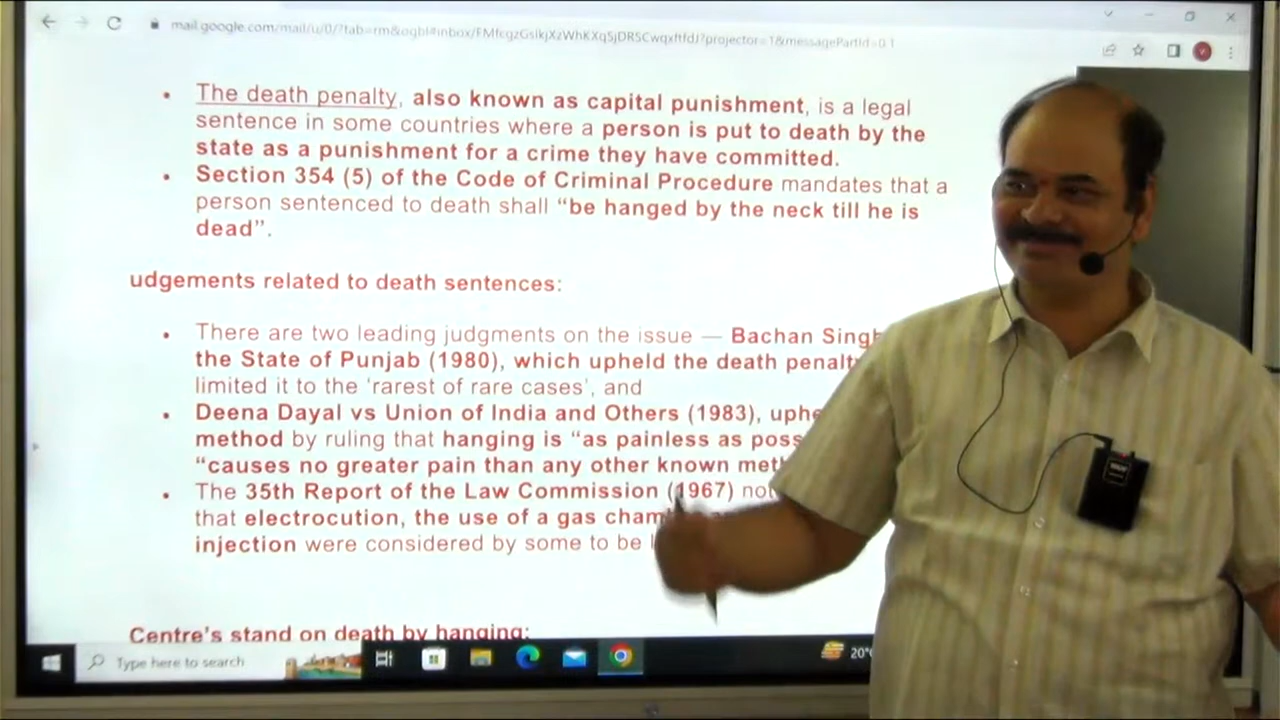 mail.google.com/mail/u/0/?tab=rm&ogbl#inbox/
projector=1&messagePartId=0.1
• The death penalty, also known as capital punishment, is a legal
sentence in some countries where a person is put to death by the
state as a punishment for a crime they have committed.
• Section 354 (5) of the Code of Criminal Procedure mandates that a
person sentenced to death shall “be hanged by the neck till he is
dead”.
udgements related to death sentences:
• There are two leading judgments on the issue — Bachan Singh
the State of Punjab (1980), which upheld the death penalt
limited it to the ‘rarest of rare cases’, and
• Deena Dayal vs Union of India and Others (1983), uphe
method by ruling that hanging is “as painless as poss
“causes no greater pain than any other known met
• The 35th Report of the Law Commission (1967) not
that electrocution, the use of a gas cham
injection were considered by some to be l
Centre’s stand on death by hanging:
Type here to search
20°